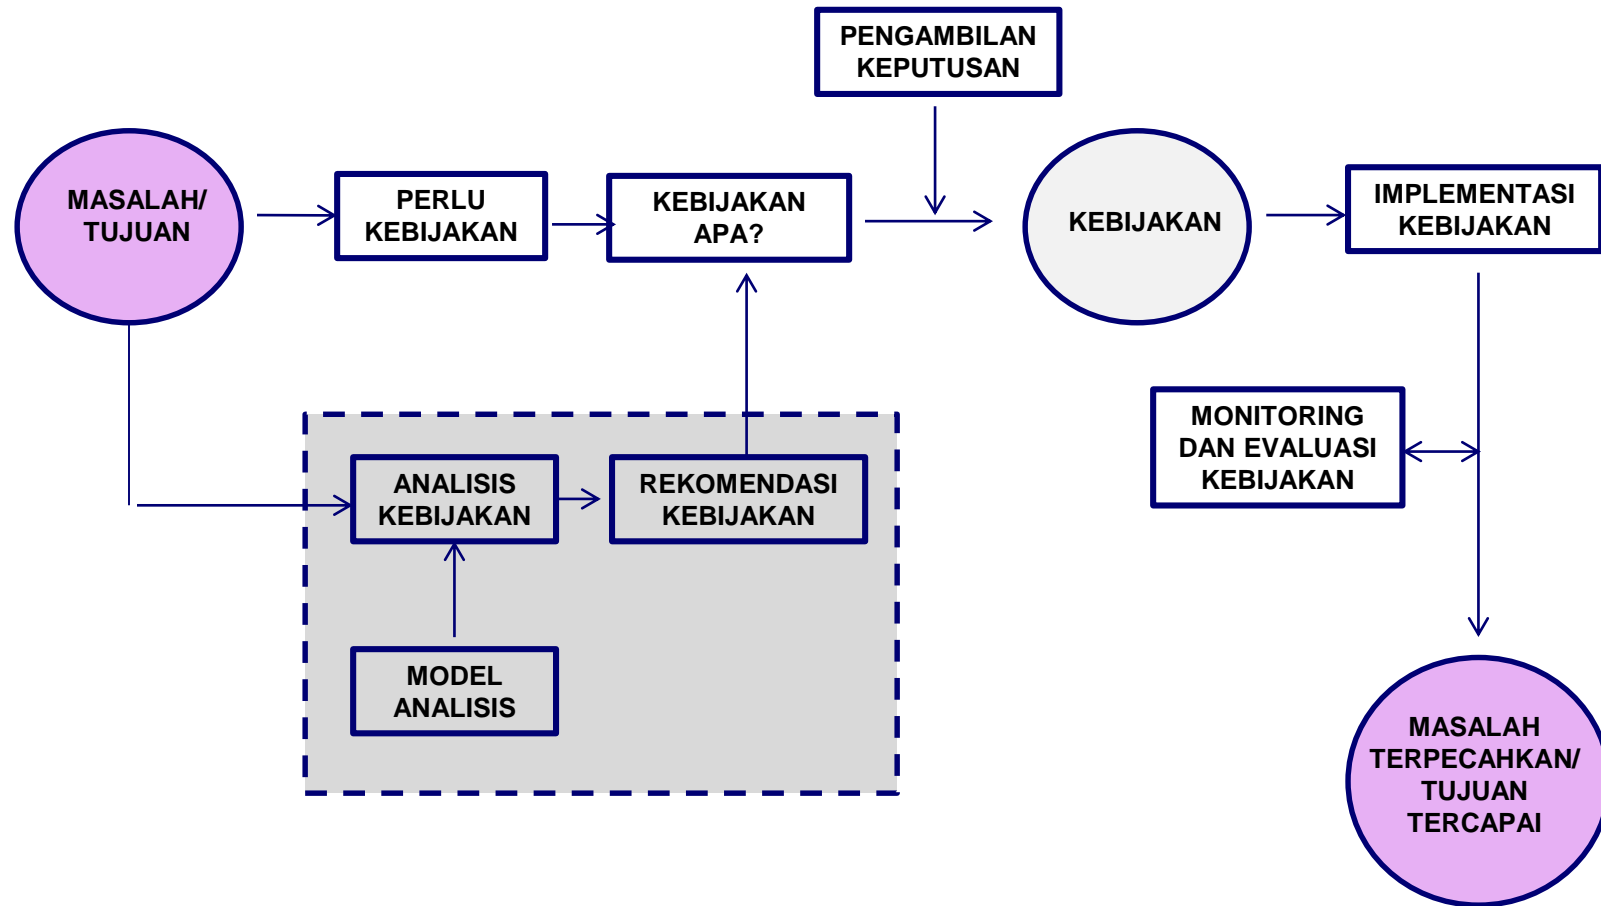 PENGAMBILAN
KEPUTUSAN
MASALAH/
TUJUAN
PERLU
KEBIJAKAN
KEBIJAKAN
APA?
KEBIJAKAN
IMPLEMENTASI
KEBIJAKAN
MONITORING
DAN EVALUASI
KEBIJAKAN
ANALISIS
KEBIJAKAN
REKOMENDASI
KEBIJAKAN
MODEL
ANALISIS
MASALAH
TERPECAHKAN/
TUJUAN
TERCAPAI